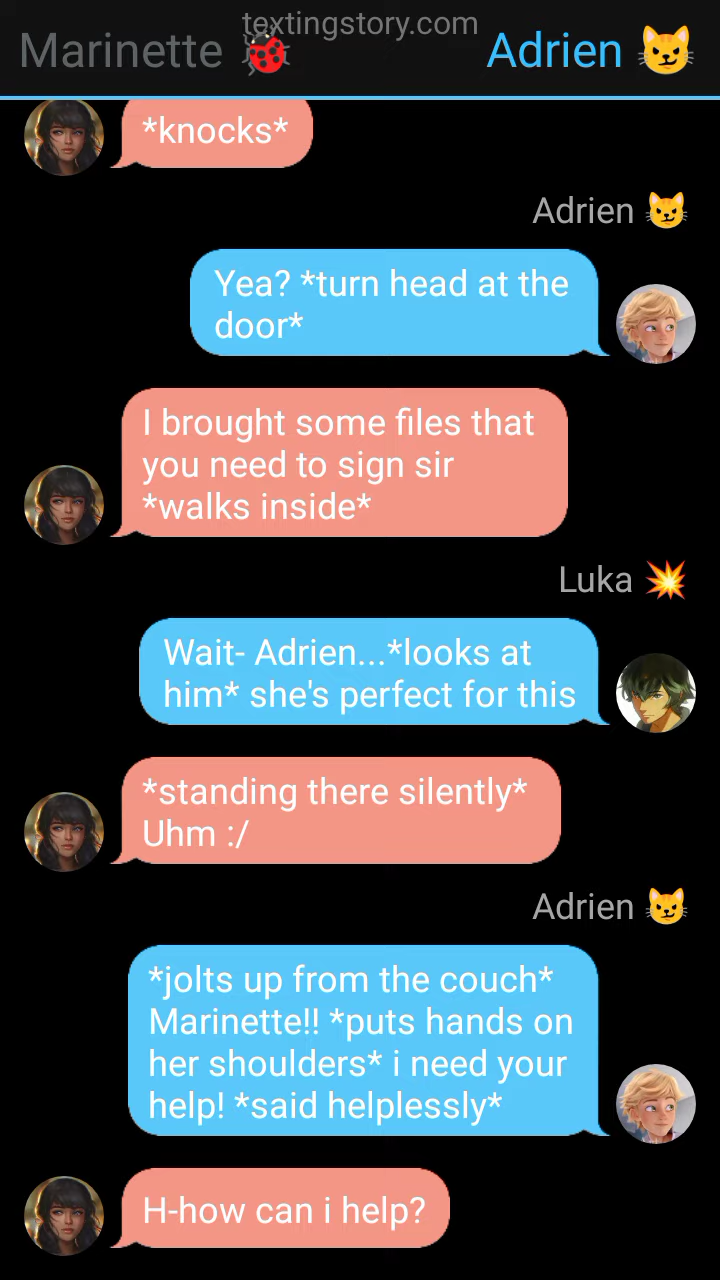 textingstory.com
Marinette 🐞 Adrien 😼
*knocks*
Adrien 😼
Yea? *turn head at the
door*
I brought some files that
you need to sign sir
*walks inside*
Luka 💥
Wait- Adrien...*looks at
him* she's perfect for this
*standing there silently*
Uhm :/
Adrien 😼
*jolts up from the couch*
Marinette!! *puts hands on
her shoulders* i need your
help! *said helplessly*
H-how can i help?